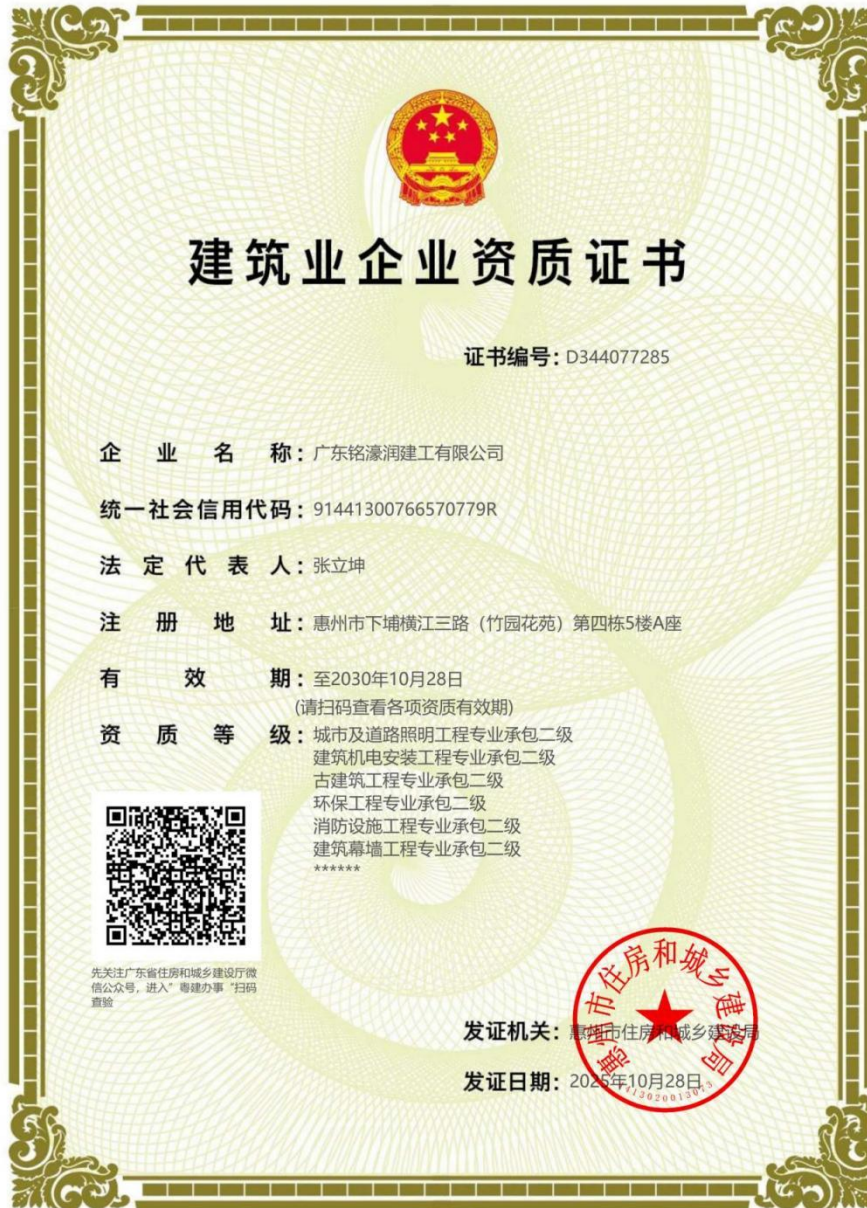 建筑业企业资质证书
证书编号：D344077285
企业名称：广东铭濠润建工有限公司
统一社会信用代码：91441300766570779R
法定代表人：张立坤
注册地址：惠州市下埔横江三路（竹园花苑）第四栋5楼A座
有效期：至2030年10月28日
(请扫码查看各项资质有效期)
资质等级：城市及道路照明工程专业承包二级
建筑机电安装工程专业承包二级
古建筑工程专业承包二级
环保工程专业承包二级
消防设施工程专业承包二级
建筑幕墙工程专业承包二级
******
先关注广东省住房和城乡建设厅微
信公众号，进入”粤建办事“扫码
查验
发证机关：惠州市住房和城乡建设局
发证日期：2025年10月28日
惠州市住房和城乡建设局